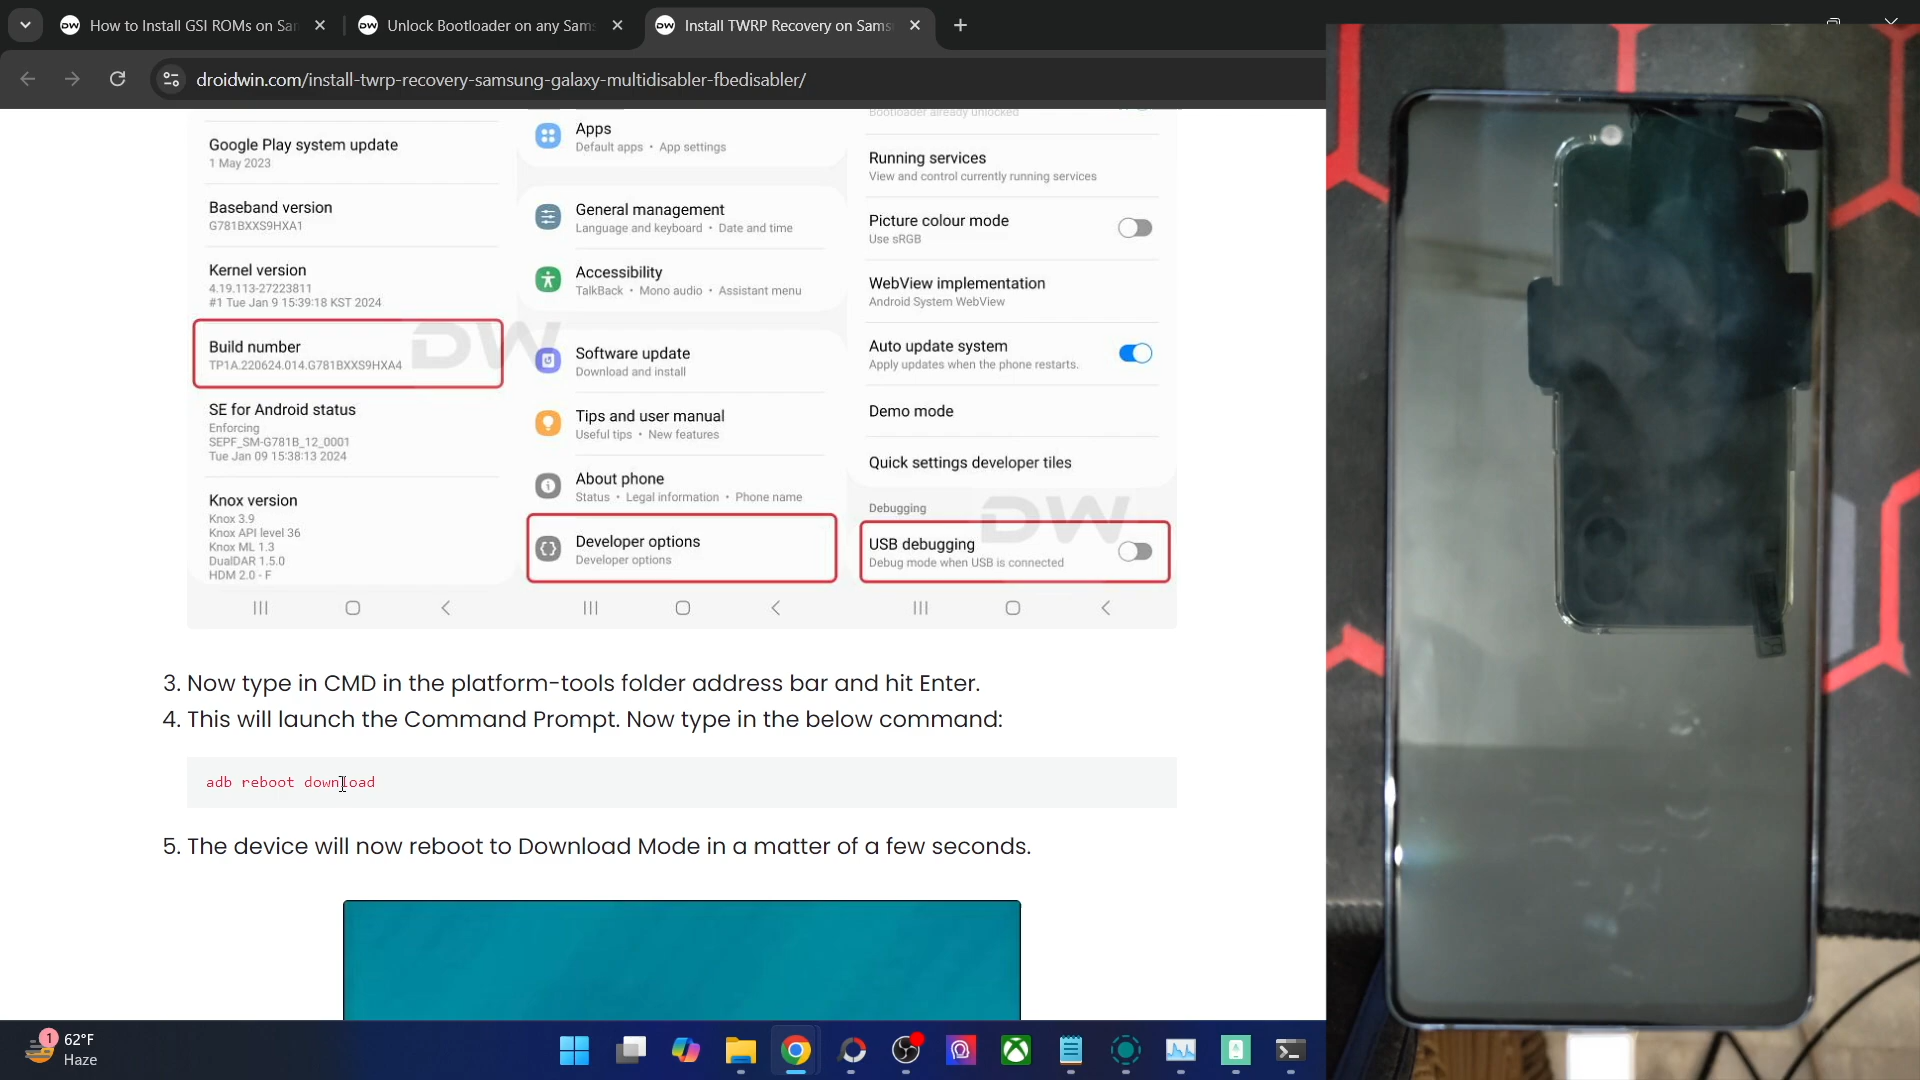 How to Install GSI ROMs on Sar
Unlock Bootloader on any Sams
Install TWRP Recovery on Sams
droidwin.com/install-twrp-recovery-samsung-galaxy-multidisabler-fbedisabler/
Google Play system update
1 May 2023
Baseband version
G781BXXS9HXA1
Kernel version
4.19.113-27223811
#1 Tue Jan 9 15:39:18 KST 2024
Build number
TP1A.220624.014.G781BXXS9HXA4
SE for Android status
Enforcing
SEPF_SM-G781B_12_0001
Tue Jan 09 15:38:13 2024
Knox version
Knox 3.9
Knox API level 36
Knox ML 1.3
DualDAR 1.5.0
HDM 2.0 - F
DW
Apps
Default apps • App settings
General management
Language and keyboard • Date and time
Accessibility
TalkBack • Mono audio • Assistant menu
Software update
Download and install
Tips and user manual
Useful tips • New features
About phone
Status • Legal information • Phone name
Developer options
Developer options
Bootloader already unlocked
Running services
View and control currently running services
Picture colour mode
Use sRGB
WebView implementation
Android System WebView
Auto update system
Apply updates when the phone restarts.
Demo mode
Quick settings developer tiles
Debugging
DW
USB debugging
Debug mode when USB is connected
3. Now type in CMD in the platform-tools folder address bar and hit Enter.
4. This will launch the Command Prompt. Now type in the below command:
adb reboot download
5. The device will now reboot to Download Mode in a matter of a few seconds.
1
62°F
Haze